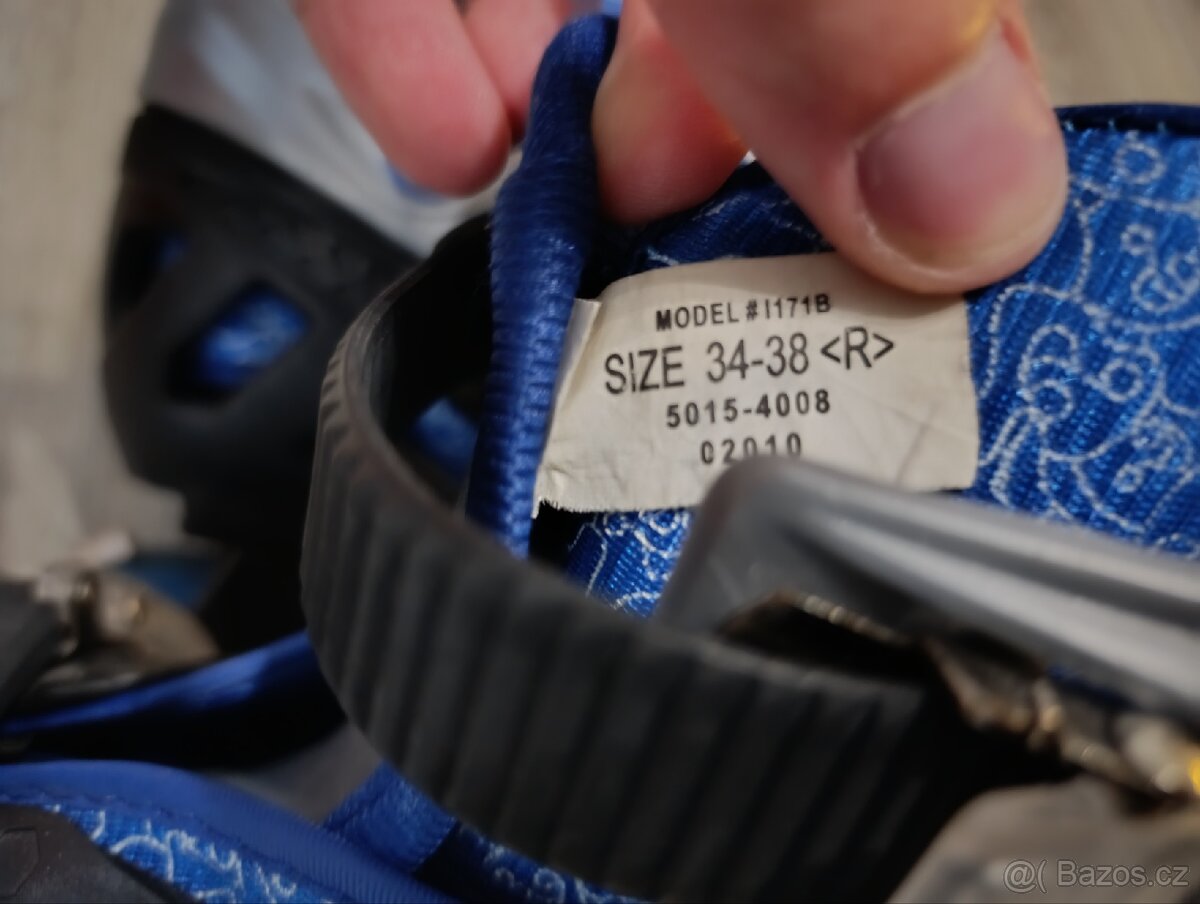 MODEL # I171B
SIZE 34-38 <R>
5015-4008
02010
@( Bazos.cz